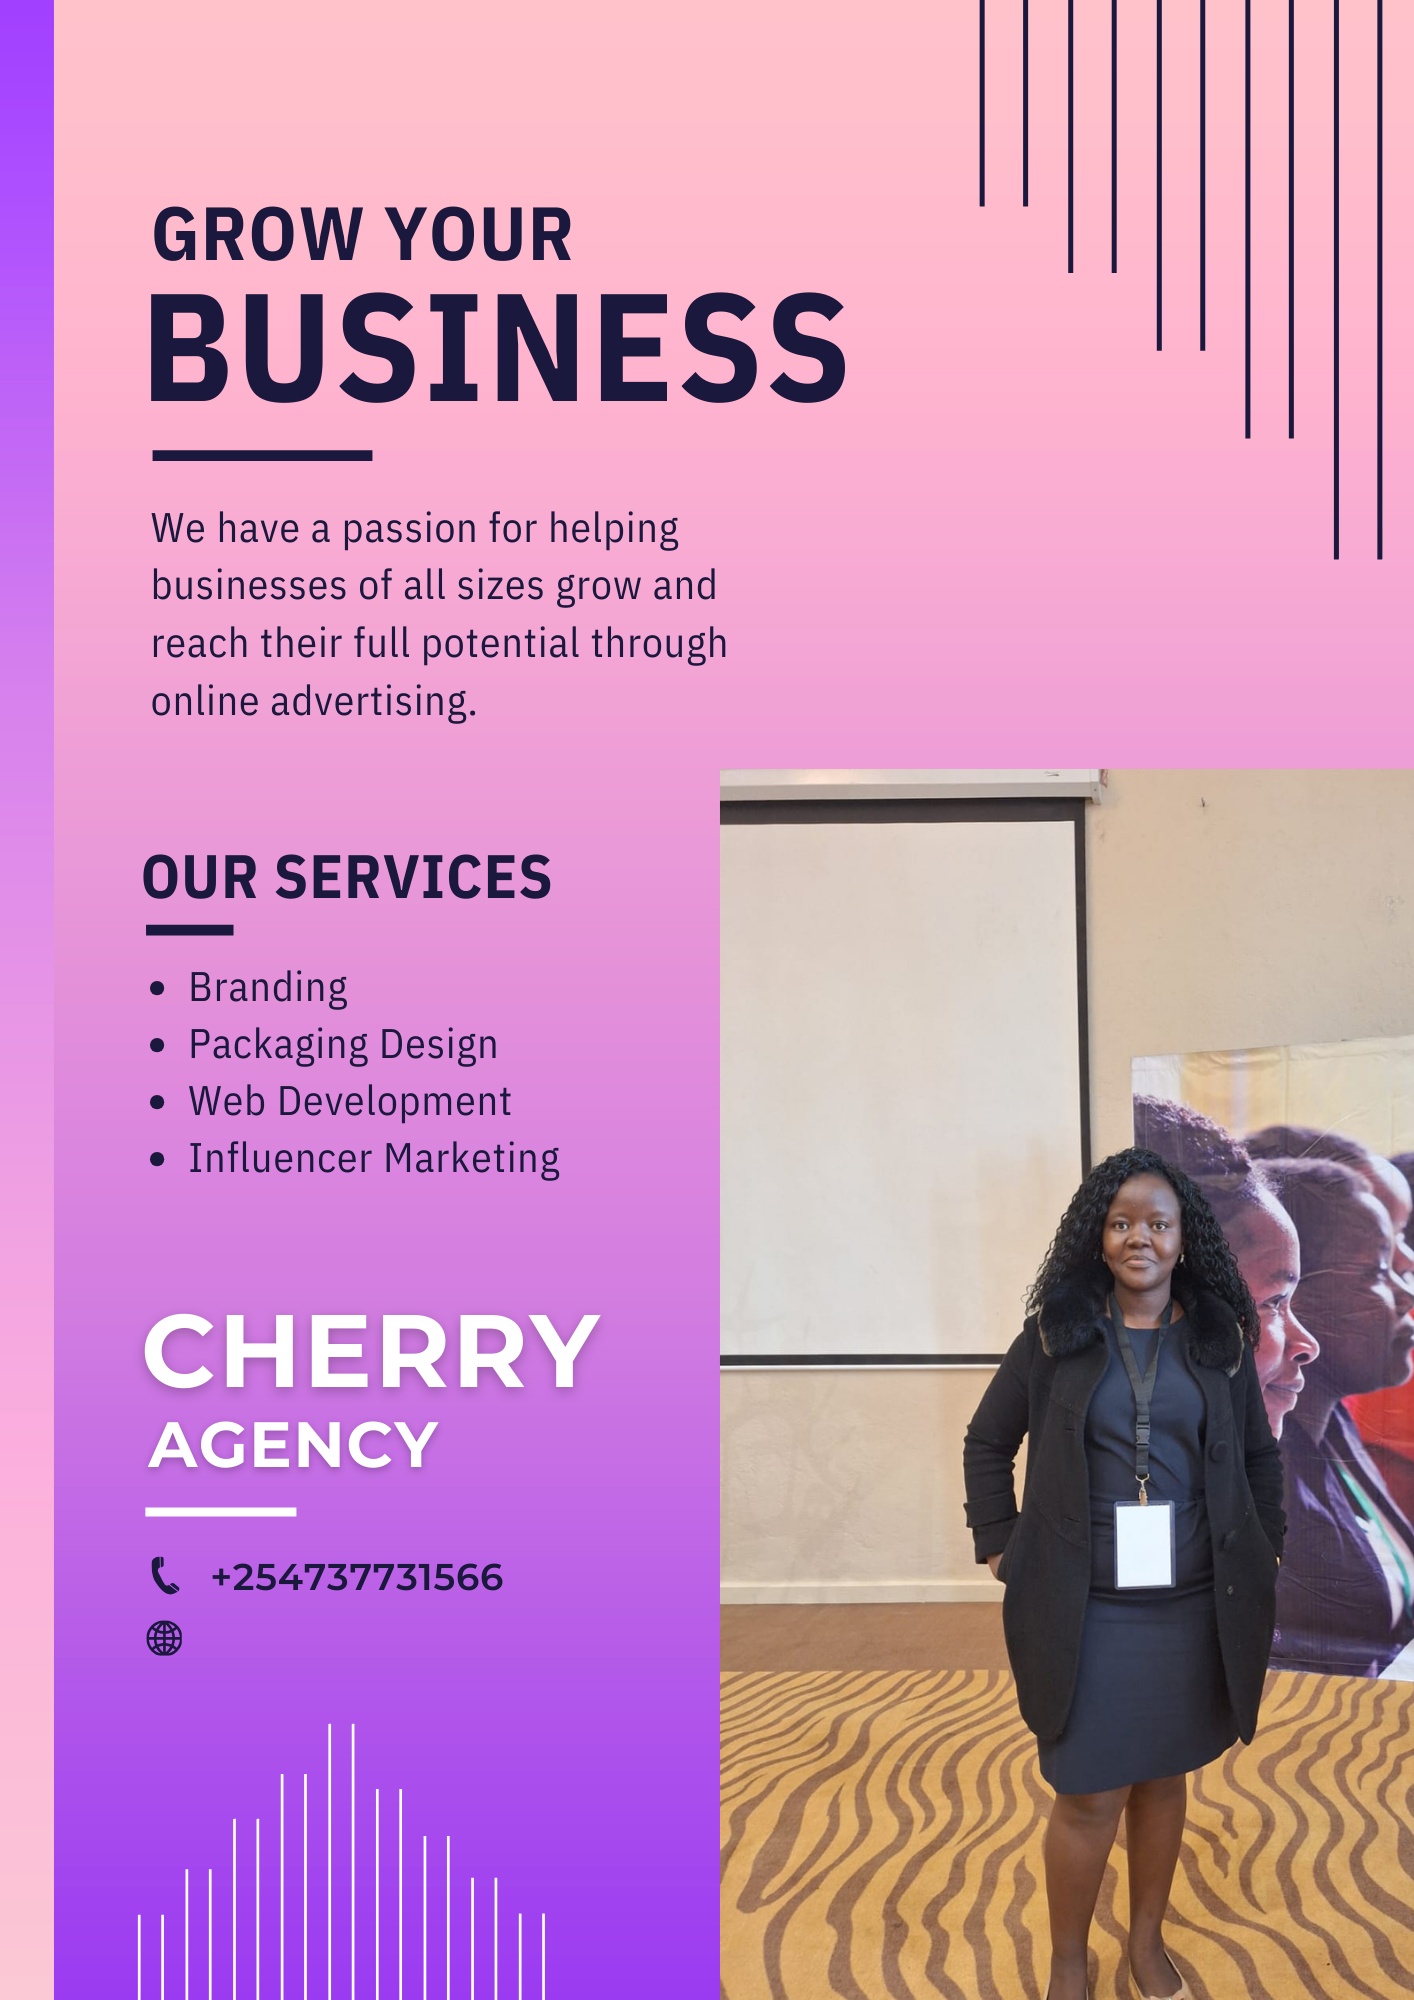 GROW YOUR
BUSINESS
We have a passion for helping
businesses of all sizes grow and
reach their full potential through
online advertising.
OUR SERVICES
• Branding
• Packaging Design
• Web Development
• Influencer Marketing
CHERRY
AGENCY
+254737731566